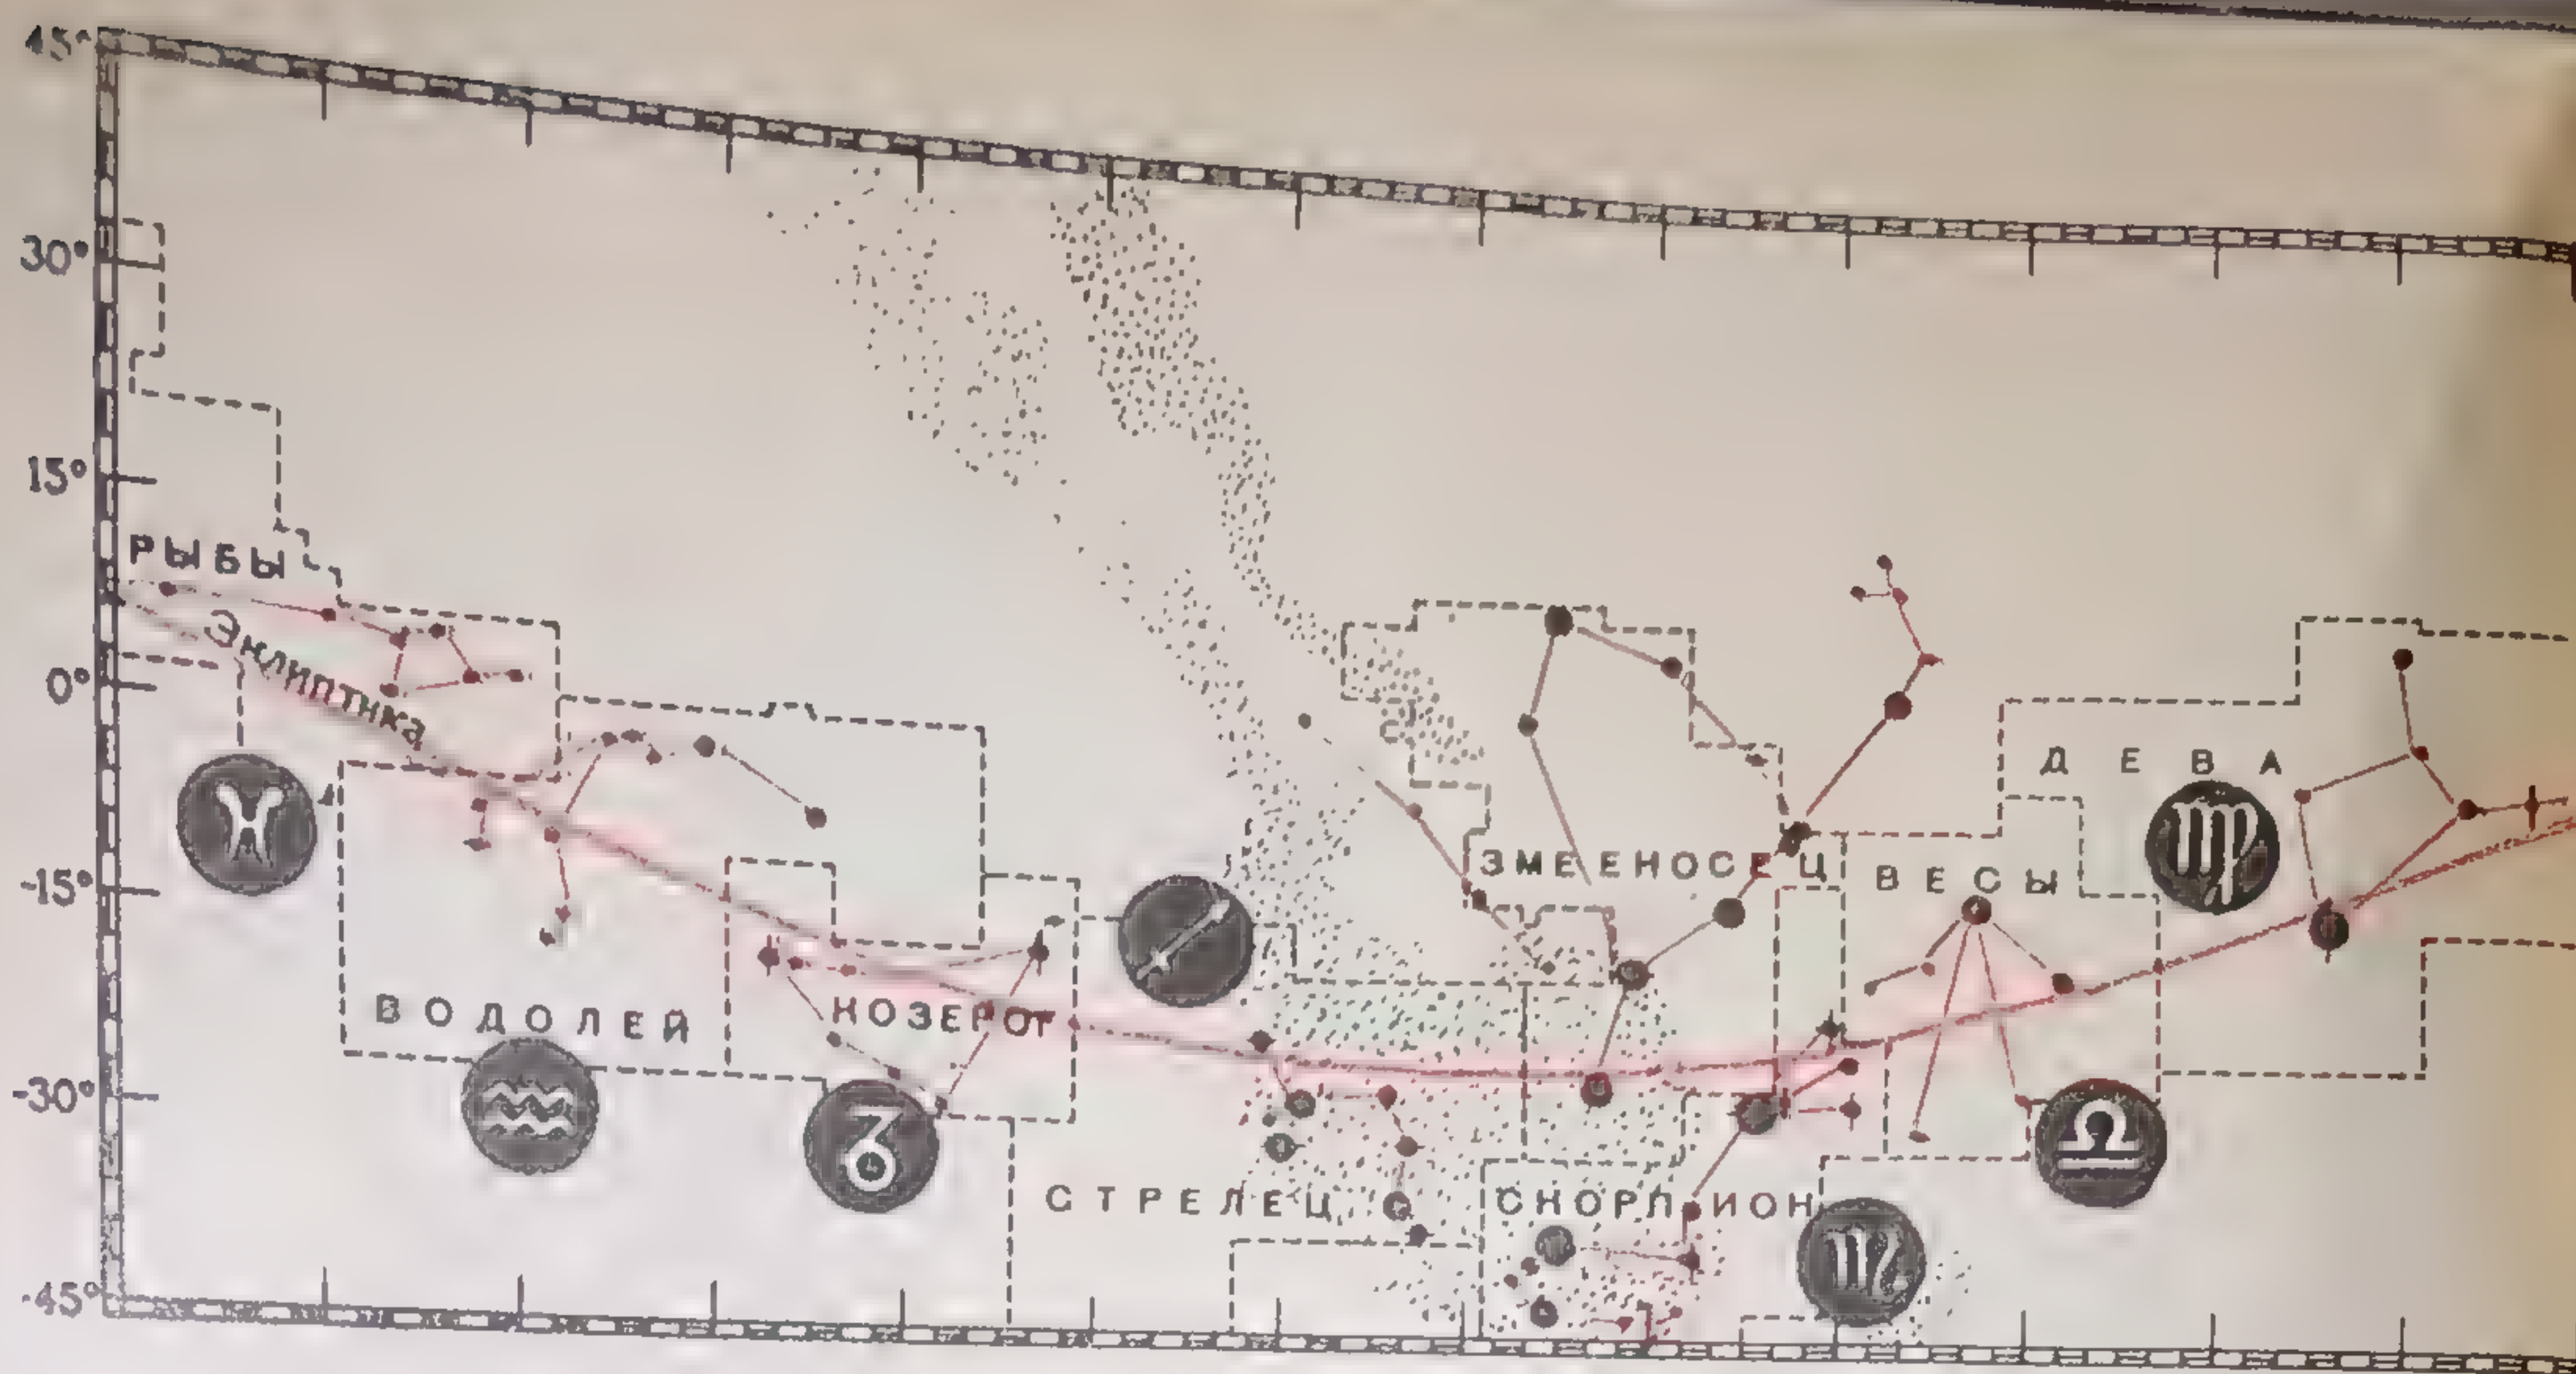 45°
30°
15°
РЫБЫ
Эклиптика
0°
ДЕВА
ЗМЕЕНОСЕЦ
ВЕСЫ
-15°
ВОДОЛЕЙ
КОЗЕРОГ
-30°
СТРЕЛЕЦ
СКОРПИОН
-45°